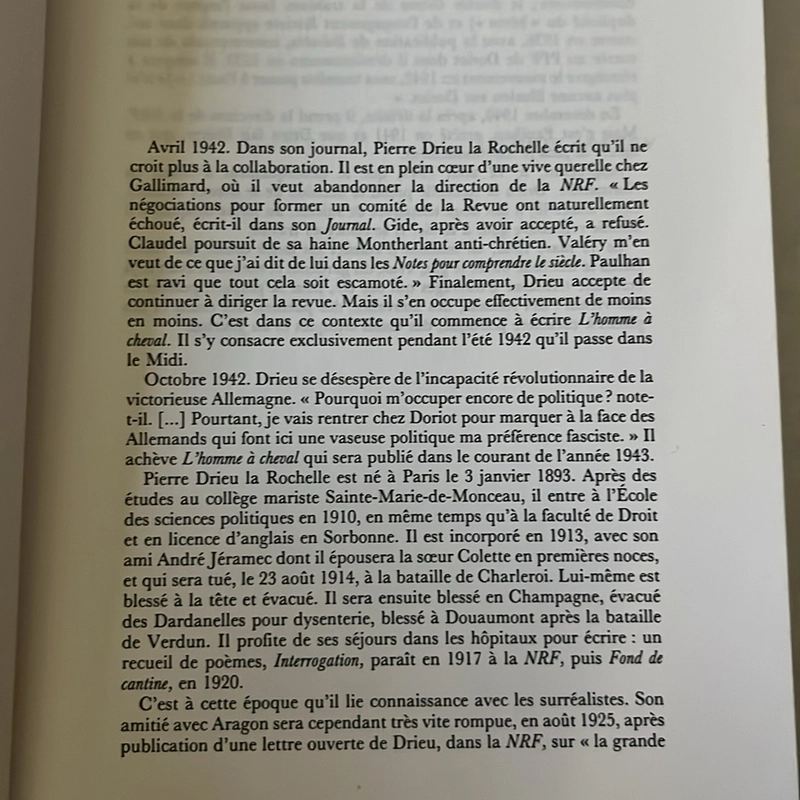 Avril 1942. Dans son journal, Pierre Drieu la Rochelle écrit qu'il ne
croit plus à la collaboration. Il est en plein cœur d'une vive querelle chez
Gallimard, où il veut abandonner la direction de la NRF. « Les
négociations pour former un comité de la Revue ont naturellement
échoué, écrit-il dans son Journal. Gide, après avoir accepté, a refusé.
Claudel poursuit de sa haine Montherlant anti-chrétien. Valéry m'en
veut de ce que j'ai dit de lui dans les Notes pour comprendre le siècle. Paulhan
est ravi que tout cela soit escamoté. » Finalement, Drieu accepte de
continuer à diriger la revue. Mais il s'en occupe effectivement de moins
en moins. C'est dans ce contexte qu'il commence à écrire L'homme à
cheval. Il s'y consacre exclusivement pendant l'été 1942 qu'il passe dans
le Midi.
Octobre 1942. Drieu se désespère de l'incapacité révolutionnaire de la
victorieuse Allemagne. « Pourquoi m'occuper encore de politique ? note-
t-il. [...] Pourtant, je vais rentrer chez Doriot pour marquer à la face des
Allemands qui font ici une vaseuse politique ma préférence fasciste. » Il
achève L'homme à cheval qui sera publié dans le courant de l'année 1943.
Pierre Drieu la Rochelle est né à Paris le 3 janvier 1893. Après des
études au collège mariste Sainte-Marie-de-Monceau, il entre à l'École
des sciences politiques en 1910, en même temps qu'à la faculté de Droit
et en licence d'anglais en Sorbonne. Il est incorporé en 1913, avec son
ami André Jéramec dont il épousera la sœur Colette en premières noces,
et qui sera tué, le 23 août 1914, à la bataille de Charleroi. Lui-même est
blessé à la tête et évacué. Il sera ensuite blessé en Champagne, évacué
des Dardanelles pour dysenterie, blessé à Douaumont après la bataille
de Verdun. Il profite de ses séjours dans les hôpitaux pour écrire : un
recueil de poèmes, Interrogation, paraît en 1917 à la NRF, puis Fond de
cantine, en 1920.
C'est à cette époque qu'il lie connaissance avec les surréalistes. Son
amitié avec Aragon sera cependant très vite rompue, en août 1925, après
publication d'une lettre ouverte de Drieu, dans la NRF, sur « la grande